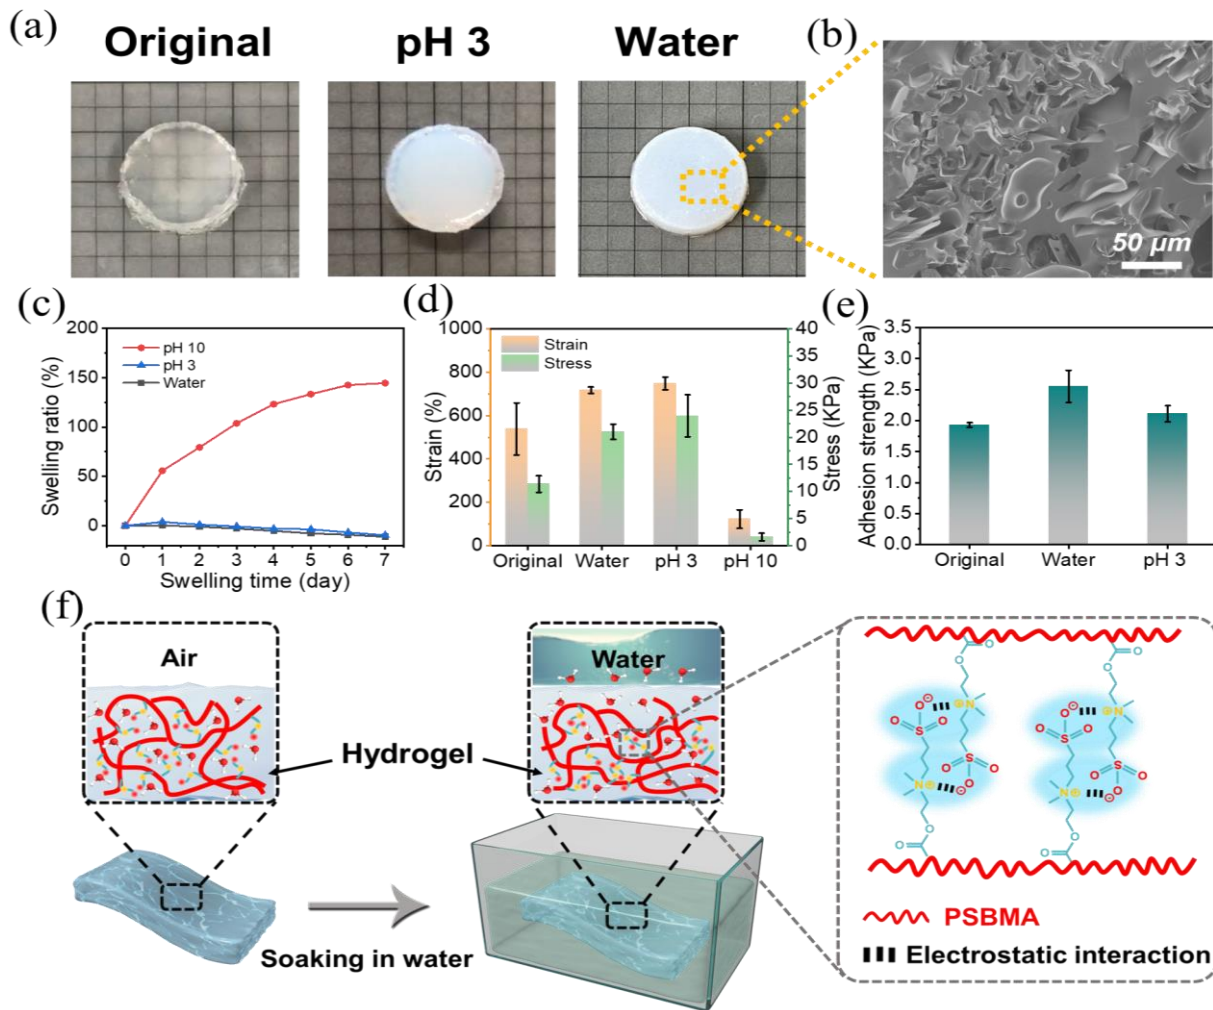 (a)
Original
pH 3
Water
(b)
50 μm
(c)
Swelling ratio (%)
200
150
100
50
0
pH 10
pH 3
Water
0 1 2 3 4 5 6 7
Swelling time (day)
(d)
Strain (%)
1000
800
600
400
200
0
Strain
Stress
40
35
30
25
20
15
10
5
0
Stress (KPa)
Original Water pH 3 pH 10
(e)
Adhesion strength (KPa)
3.5
3.0
2.5
2.0
1.5
1.0
0.5
0.0
Original Water pH 3
(f)
Air
Water
Hydrogel
Soaking in water
O
O
O⊖
N⊕
O
S
O
S
O
O
N⊕
O⊖
O
O
O
O
O⊖
N⊕
O
S
O
S
O
O
N⊕
O⊖
O
O
PSBMA
Electrostatic interaction